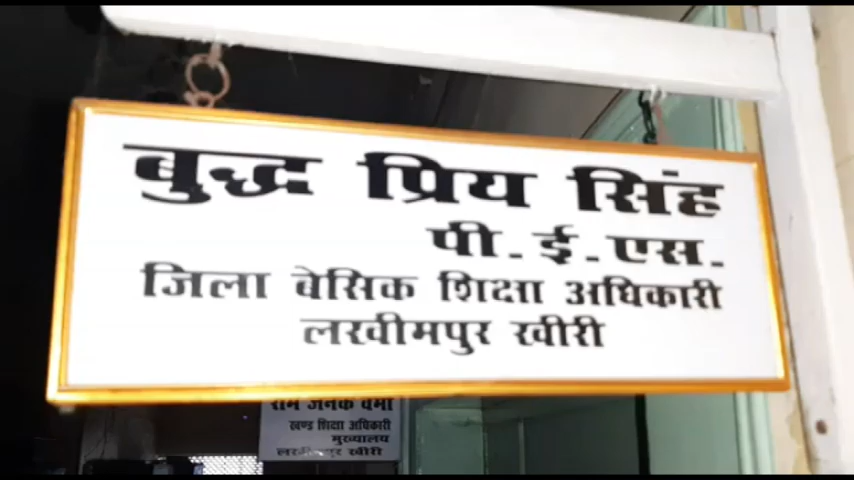 बुद्ध प्रिय सिंह
पी. ई. एस.
जिला बेसिक शिक्षा अधिकारी
लखीमपुर खीरी
राम जनक वर्मा
खण्ड शिक्षा अधिकारी
मुख्यालय
लखीमपुर खीरी